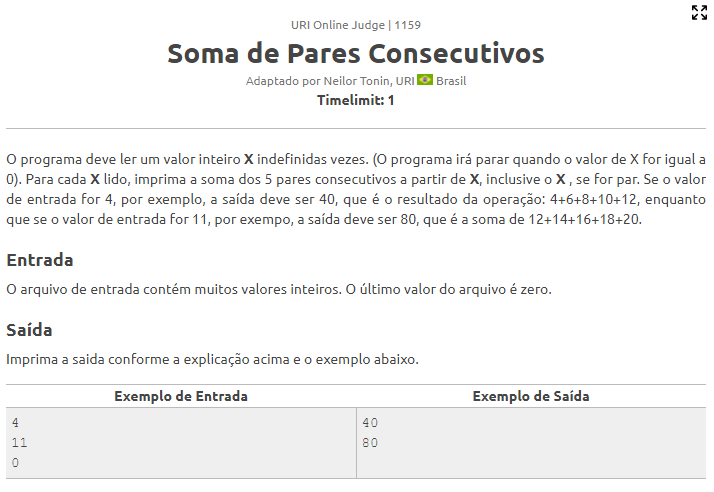 URI Online Judge | 1159
Soma de Pares Consecutivos
Adaptado por Neilor Tonin, URI Brasil
Timelimit: 1
O programa deve ler um valor inteiro X indefinidas vezes. (O programa irá parar quando o valor de X for igual a
0). Para cada X lido, imprima a soma dos 5 pares consecutivos a partir de X, inclusive o X , se for par. Se o valor
de entrada for 4, por exemplo, a saída deve ser 40, que é o resultado da operação: 4+6+8+10+12, enquanto
que se o valor de entrada for 11, por exempo, a saída deve ser 80, que é a soma de 12+14+16+18+20.
Entrada
O arquivo de entrada contém muitos valores inteiros. O último valor do arquivo é zero.
Saída
Imprima a saida conforme a explicação acima e o exemplo abaixo.
Exemplo de Entrada Exemplo de Saída
4 40
11 80
0